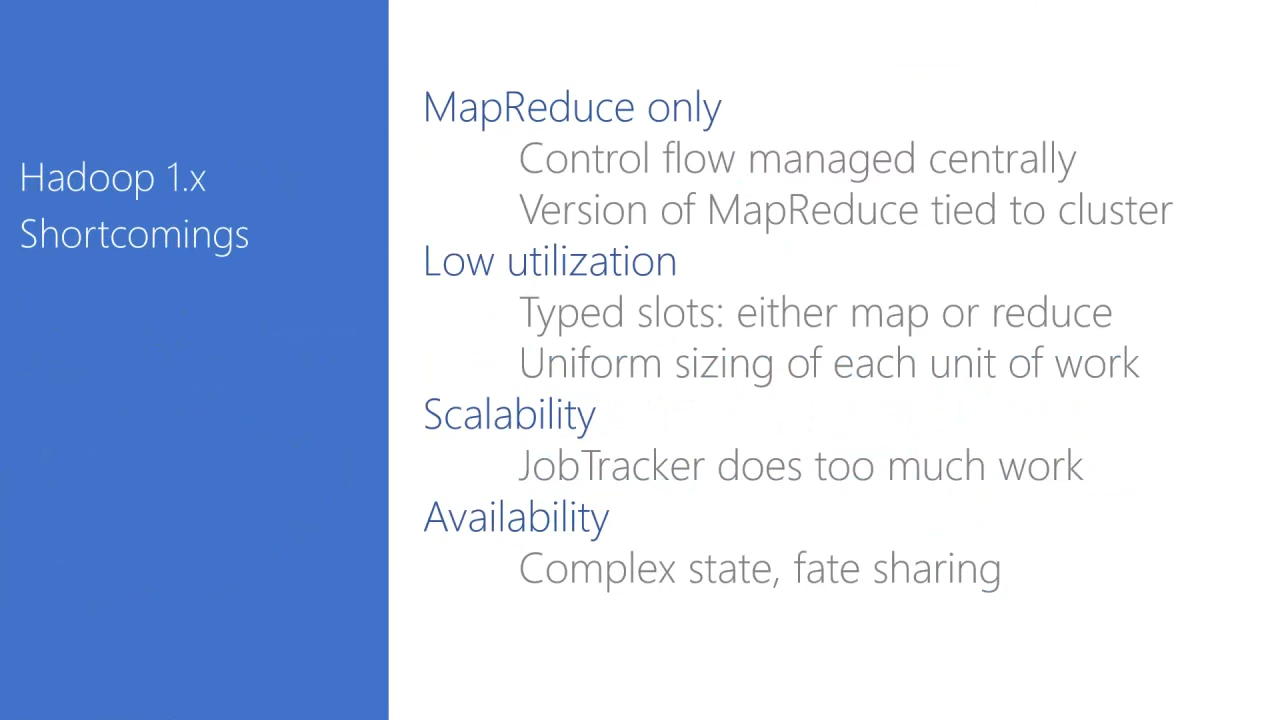 Hadoop 1.x
Shortcomings
MapReduce only
Control flow managed centrally
Version of MapReduce tied to cluster
Low utilization
Typed slots: either map or reduce
Uniform sizing of each unit of work
Scalability
JobTracker does too much work
Availability
Complex state, fate sharing